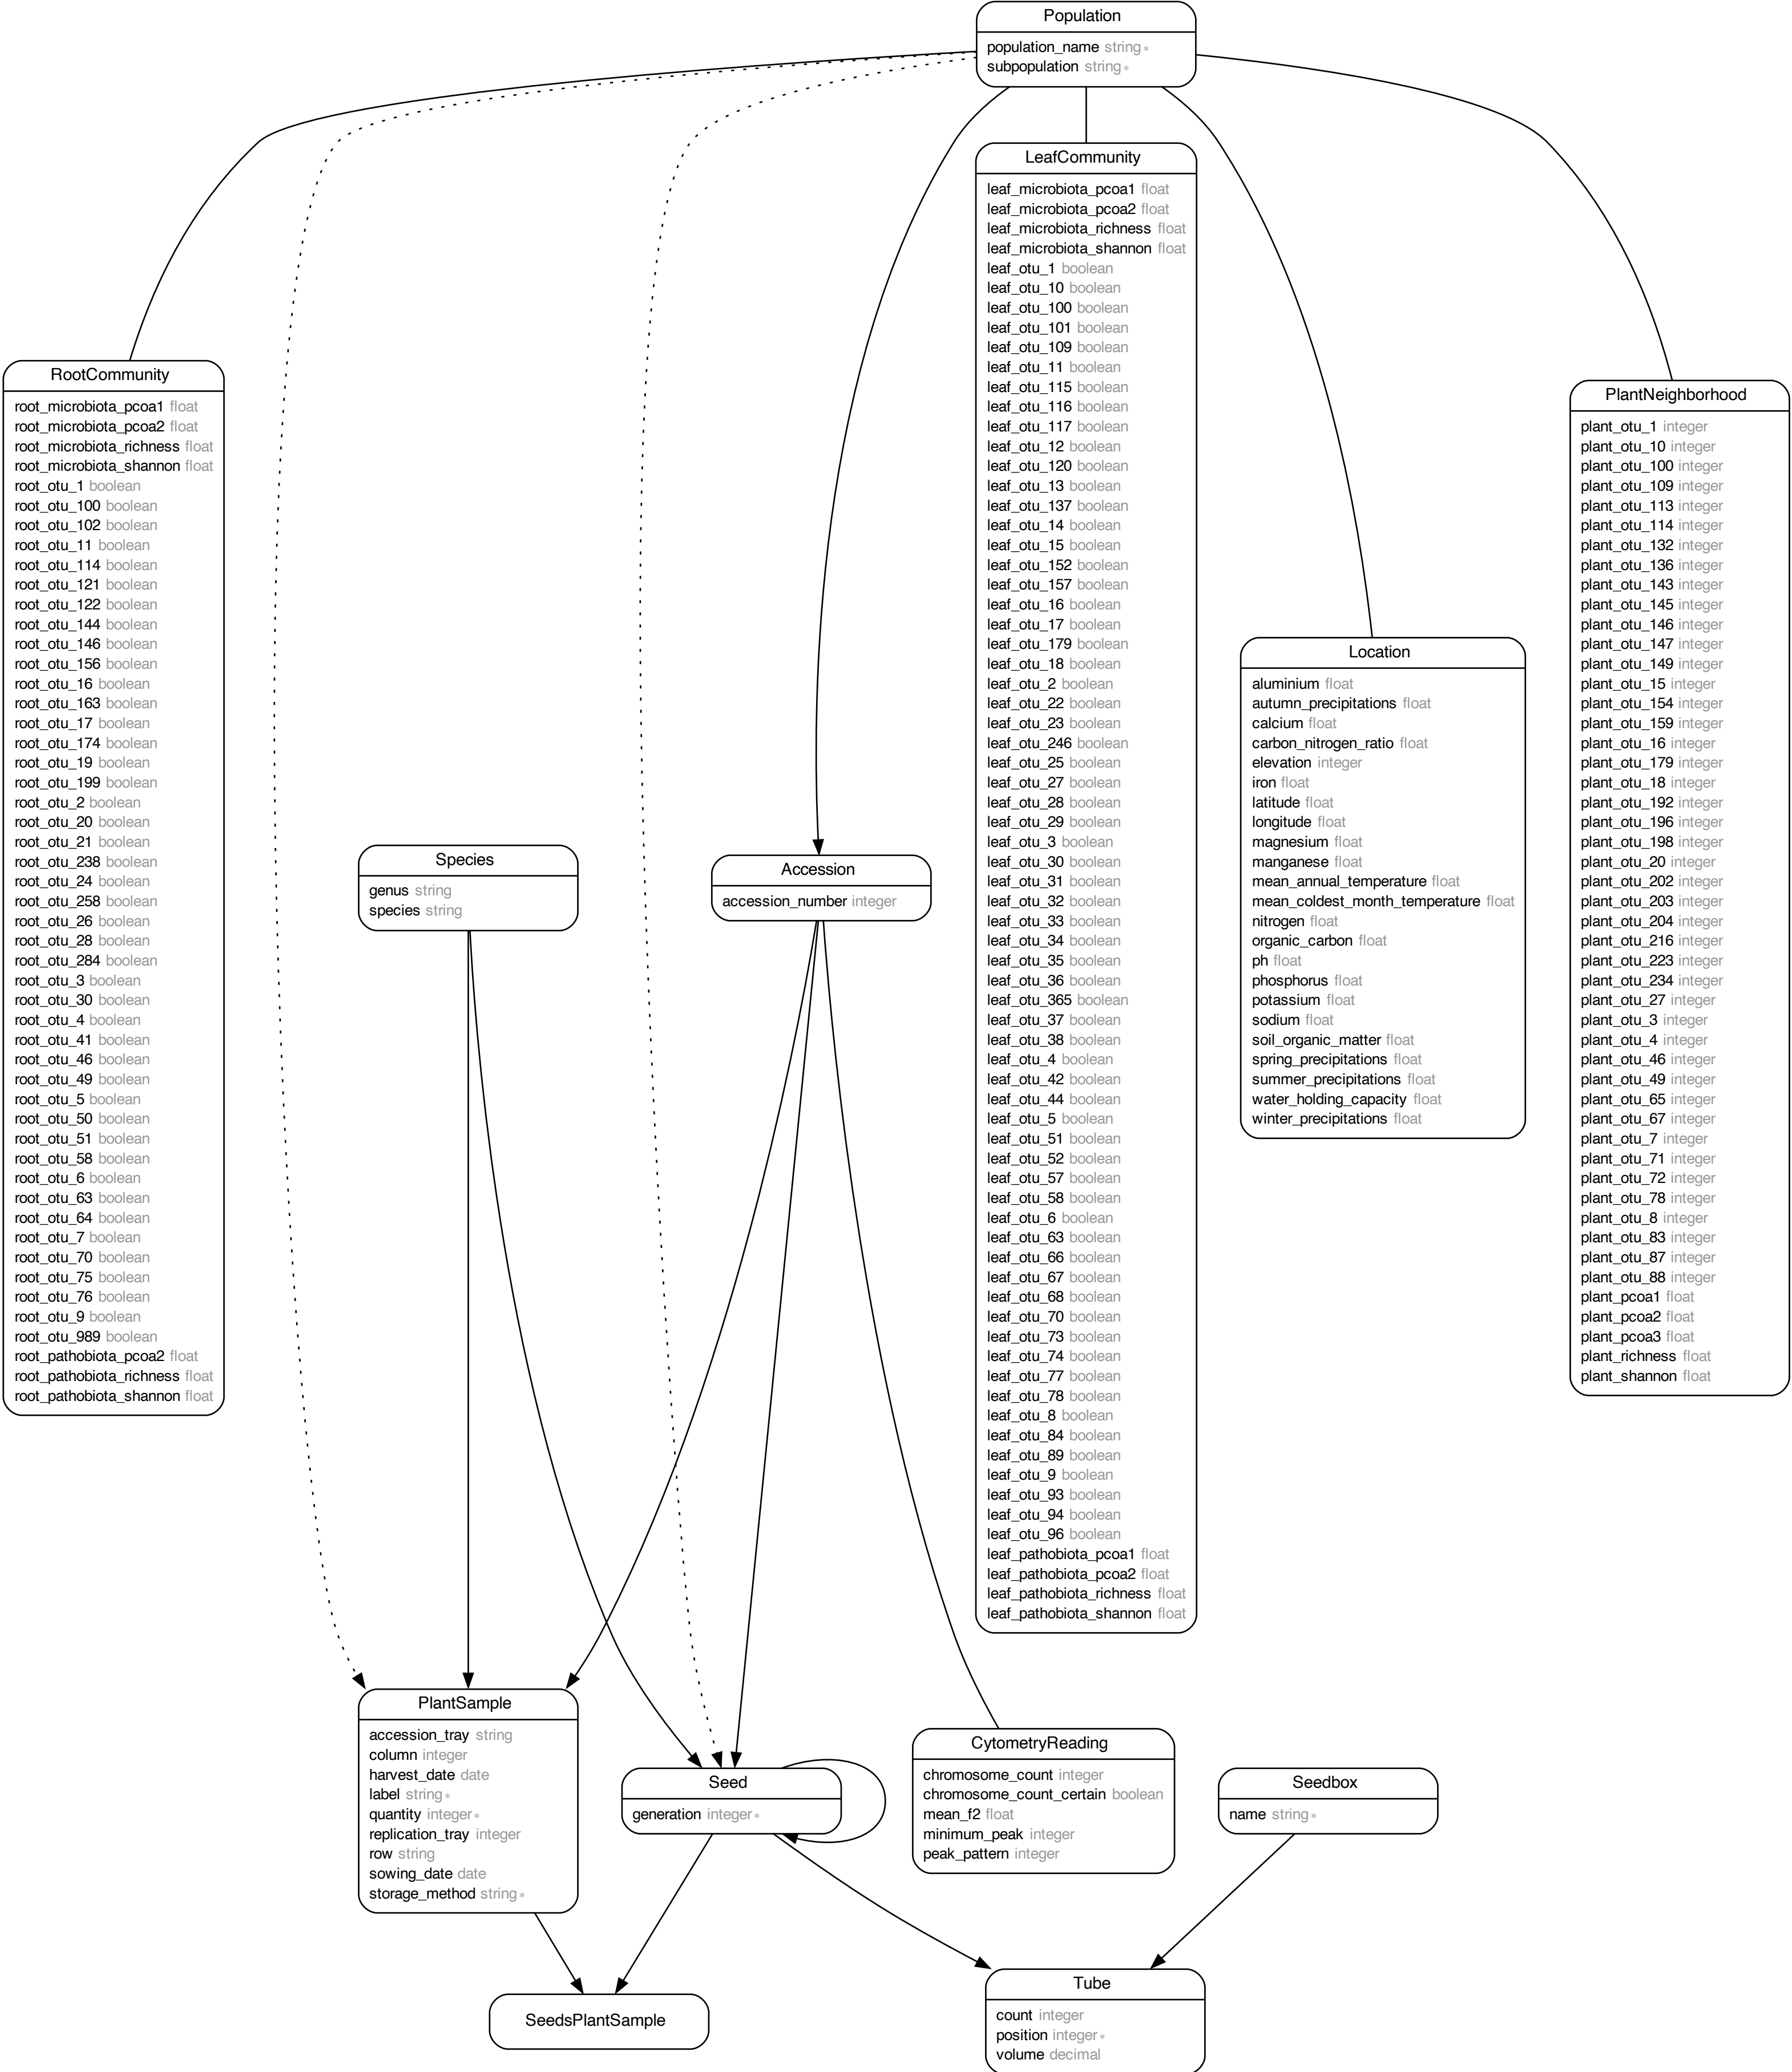 Population
population_name string *
subpopulation string *
LeafCommunity
leaf_microbiota_pcoa1 float
leaf_microbiota_pcoa2 float
leaf_microbiota_richness float
leaf_microbiota_shannon float
leaf_otu_1 boolean
leaf_otu_10 boolean
leaf_otu_100 boolean
leaf_otu_101 boolean
leaf_otu_109 boolean
leaf_otu_11 boolean
leaf_otu_115 boolean
leaf_otu_116 boolean
leaf_otu_117 boolean
leaf_otu_12 boolean
leaf_otu_120 boolean
leaf_otu_13 boolean
leaf_otu_137 boolean
leaf_otu_14 boolean
leaf_otu_15 boolean
leaf_otu_152 boolean
leaf_otu_157 boolean
leaf_otu_16 boolean
leaf_otu_17 boolean
leaf_otu_179 boolean
leaf_otu_18 boolean
leaf_otu_2 boolean
leaf_otu_22 boolean
leaf_otu_23 boolean
leaf_otu_246 boolean
leaf_otu_25 boolean
leaf_otu_27 boolean
leaf_otu_28 boolean
leaf_otu_29 boolean
leaf_otu_3 boolean
leaf_otu_30 boolean
leaf_otu_31 boolean
leaf_otu_32 boolean
leaf_otu_33 boolean
leaf_otu_34 boolean
leaf_otu_35 boolean
leaf_otu_36 boolean
leaf_otu_365 boolean
leaf_otu_37 boolean
leaf_otu_38 boolean
leaf_otu_4 boolean
leaf_otu_42 boolean
leaf_otu_44 boolean
leaf_otu_5 boolean
leaf_otu_51 boolean
leaf_otu_52 boolean
leaf_otu_57 boolean
leaf_otu_58 boolean
leaf_otu_6 boolean
leaf_otu_63 boolean
leaf_otu_66 boolean
leaf_otu_67 boolean
leaf_otu_68 boolean
leaf_otu_70 boolean
leaf_otu_73 boolean
leaf_otu_74 boolean
leaf_otu_77 boolean
leaf_otu_78 boolean
leaf_otu_8 boolean
leaf_otu_84 boolean
leaf_otu_89 boolean
leaf_otu_9 boolean
leaf_otu_93 boolean
leaf_otu_94 boolean
leaf_otu_96 boolean
leaf_pathobiota_pcoa1 float
leaf_pathobiota_pcoa2 float
leaf_pathobiota_richness float
leaf_pathobiota_shannon float
RootCommunity
root_microbiota_pcoa1 float
root_microbiota_pcoa2 float
root_microbiota_richness float
root_microbiota_shannon float
root_otu_1 boolean
root_otu_100 boolean
root_otu_102 boolean
root_otu_11 boolean
root_otu_114 boolean
root_otu_121 boolean
root_otu_122 boolean
root_otu_144 boolean
root_otu_146 boolean
root_otu_156 boolean
root_otu_16 boolean
root_otu_163 boolean
root_otu_17 boolean
root_otu_174 boolean
root_otu_19 boolean
root_otu_199 boolean
root_otu_2 boolean
root_otu_20 boolean
root_otu_21 boolean
root_otu_238 boolean
root_otu_24 boolean
root_otu_258 boolean
root_otu_26 boolean
root_otu_28 boolean
root_otu_284 boolean
root_otu_3 boolean
root_otu_30 boolean
root_otu_4 boolean
root_otu_41 boolean
root_otu_46 boolean
root_otu_49 boolean
root_otu_5 boolean
root_otu_50 boolean
root_otu_51 boolean
root_otu_58 boolean
root_otu_6 boolean
root_otu_63 boolean
root_otu_64 boolean
root_otu_7 boolean
root_otu_70 boolean
root_otu_75 boolean
root_otu_76 boolean
root_otu_9 boolean
root_otu_989 boolean
root_pathobiota_pcoa2 float
root_pathobiota_richness float
root_pathobiota_shannon float
PlantNeighborhood
plant_otu_1 integer
plant_otu_10 integer
plant_otu_100 integer
plant_otu_109 integer
plant_otu_113 integer
plant_otu_114 integer
plant_otu_132 integer
plant_otu_136 integer
plant_otu_143 integer
plant_otu_145 integer
plant_otu_146 integer
plant_otu_147 integer
plant_otu_149 integer
plant_otu_15 integer
plant_otu_154 integer
plant_otu_159 integer
plant_otu_16 integer
plant_otu_179 integer
plant_otu_18 integer
plant_otu_192 integer
plant_otu_196 integer
plant_otu_198 integer
plant_otu_20 integer
plant_otu_202 integer
plant_otu_203 integer
plant_otu_204 integer
plant_otu_216 integer
plant_otu_223 integer
plant_otu_234 integer
plant_otu_27 integer
plant_otu_3 integer
plant_otu_4 integer
plant_otu_46 integer
plant_otu_49 integer
plant_otu_65 integer
plant_otu_67 integer
plant_otu_7 integer
plant_otu_71 integer
plant_otu_72 integer
plant_otu_78 integer
plant_otu_8 integer
plant_otu_83 integer
plant_otu_87 integer
plant_otu_88 integer
plant_pcoa1 float
plant_pcoa2 float
plant_pcoa3 float
plant_richness float
plant_shannon float
Location
aluminium float
autumn_precipitations float
calcium float
carbon_nitrogen_ratio float
elevation integer
iron float
latitude float
longitude float
magnesium float
manganese float
mean_annual_temperature float
mean_coldest_month_temperature float
nitrogen float
organic_carbon float
ph float
phosphorus float
potassium float
sodium float
soil_organic_matter float
spring_precipitations float
summer_precipitations float
water_holding_capacity float
winter_precipitations float
Species
genus string
species string
Accession
accession_number integer
PlantSample
accession_tray string
column integer
harvest_date date
label string *
quantity integer *
replication_tray integer
row string
sowing_date date
storage_method string *
Seed
generation integer *
CytometryReading
chromosome_count integer
chromosome_count_certain boolean
mean_f2 float
minimum_peak integer
peak_pattern integer
Seedbox
name string *
SeedsPlantSample
Tube
count integer
position integer *
volume decimal